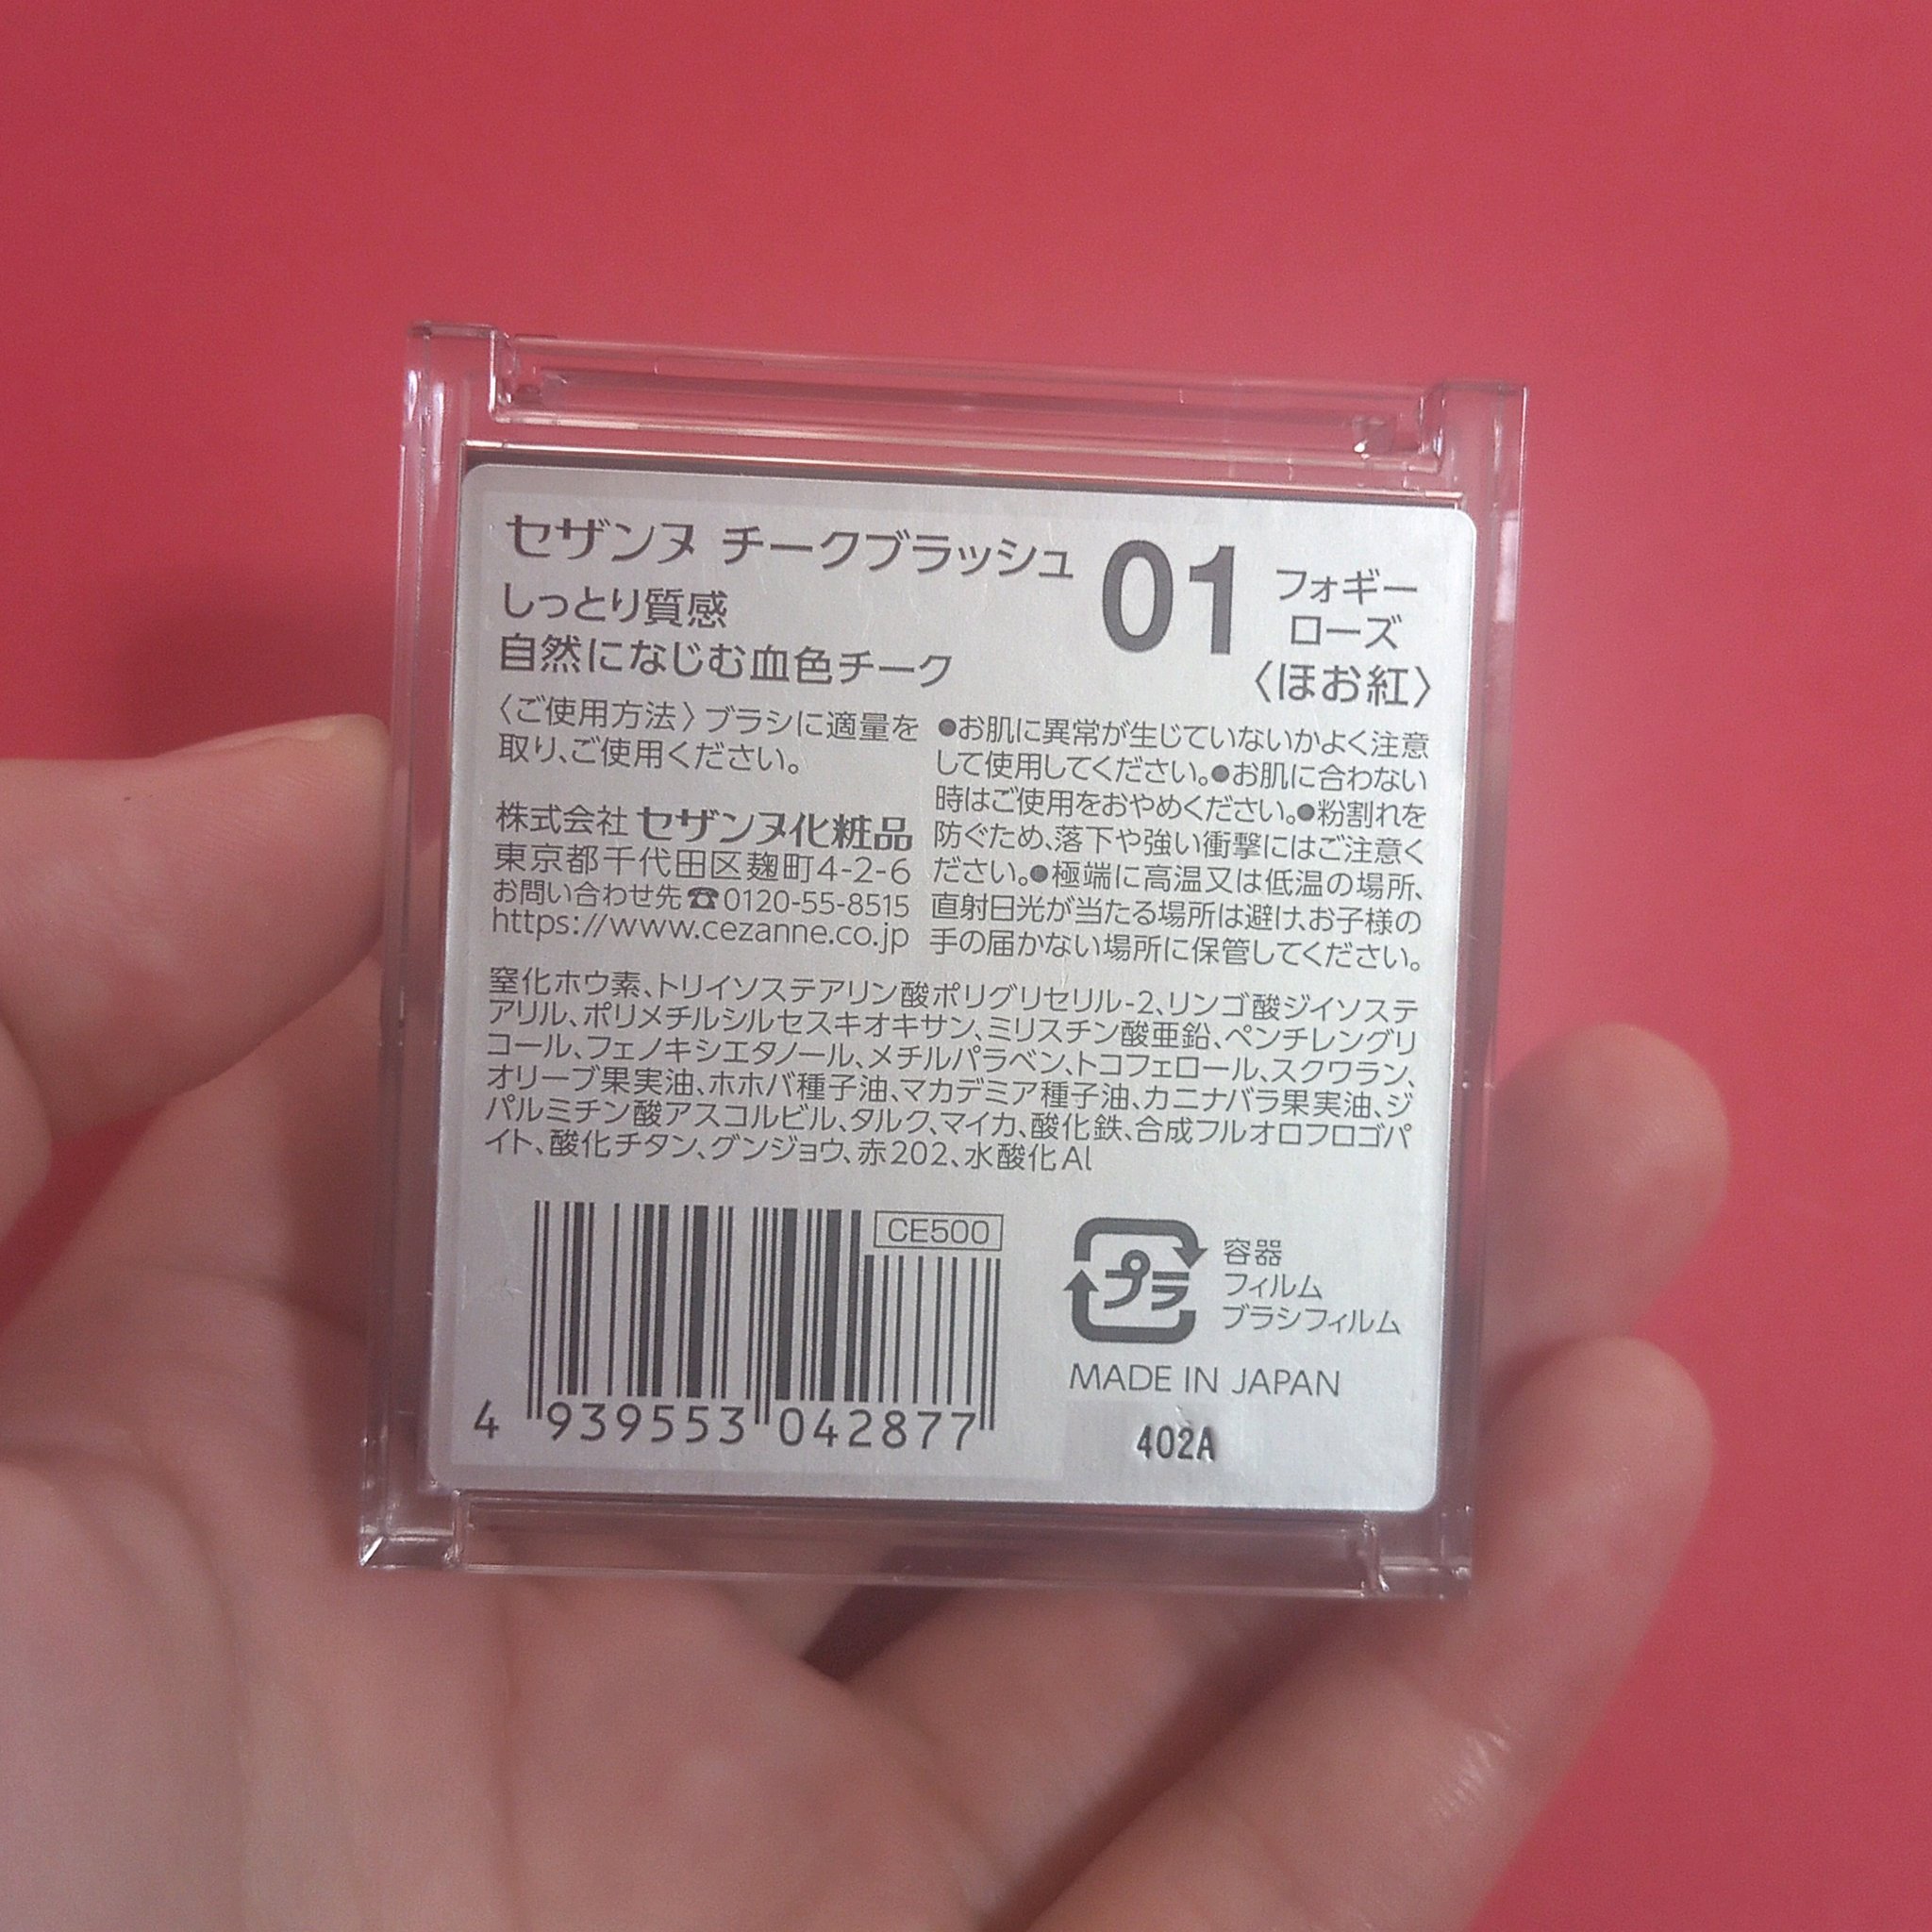 セザンヌ チークブラッシュ
しっとり質感
自然になじむ血色チーク
01 フォギー
ローズ
〈ほお紅〉
〈ご使用方法〉ブラシに適量を
取り、ご使用ください。
株式会社 セザンヌ化粧品
東京都千代田区麹町4-2-6
お問い合わせ先☎0120-55-8515
https://www.cezanne.co.jp
●お肌に異常が生じていないかよく注意
して使用してください。●お肌に合わない
時はご使用をおやめください。●粉割れを
防ぐため、落下や強い衝撃にはご注意く
ださい。●極端に高温又は低温の場所、
直射日光が当たる場所は避け、お子様の
手の届かない場所に保管してください。
窒化ホウ素、トリイソステアリン酸ポリグリセリル-2、リンゴ酸ジイソステ
アリル、ポリメチルシルセスキオキサン、ミリスチン酸亜鉛、ペンチレングリ
コール、フェノキシエタノール、メチルパラベン、トコフェロール、スクワラン、
オリーブ果実油、ホホバ種子油、マカデミア種子油、カニナバラ果実油、ジ
パルミチン酸アスコルビル、タルク、マイカ、酸化鉄、合成フルオロフロゴパ
イト、酸化チタン、グンジョウ、赤202、水酸化Al
CE500
4 939553 042877
プラ
容器
フィルム
ブラシフィルム
MADE IN JAPAN
402A